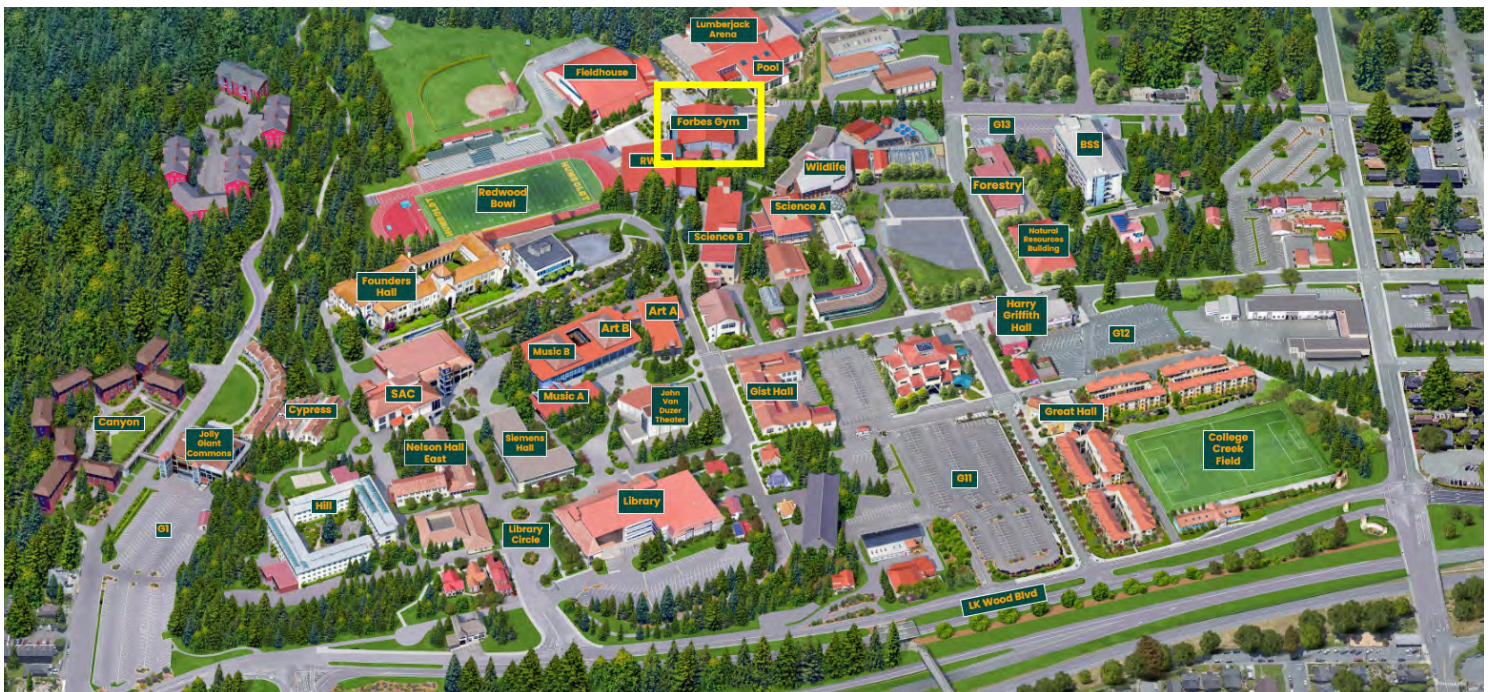 Lumberjack
Arena
Pool
Fieldhouse
Forbes Gym
G13
BSS
Wildlife
Forestry
Redwood
Bowl
HUMBOLDT
Science A
Science B
Natural
Resources
Building
Founders
Hall
Art A
Art B
Music B
Harry
Griffith
Hall
G12
SAC
Music A
John
Van
Duzer
Theater
Gist Hall
Great Hall
Canyon
Cypress
Jolly
Giant
Commons
Nelson Hall
East
Siemens
Hall
College
Creek
Field
G11
G1
Hill
Library
Library
Circle
LK Wood Blvd